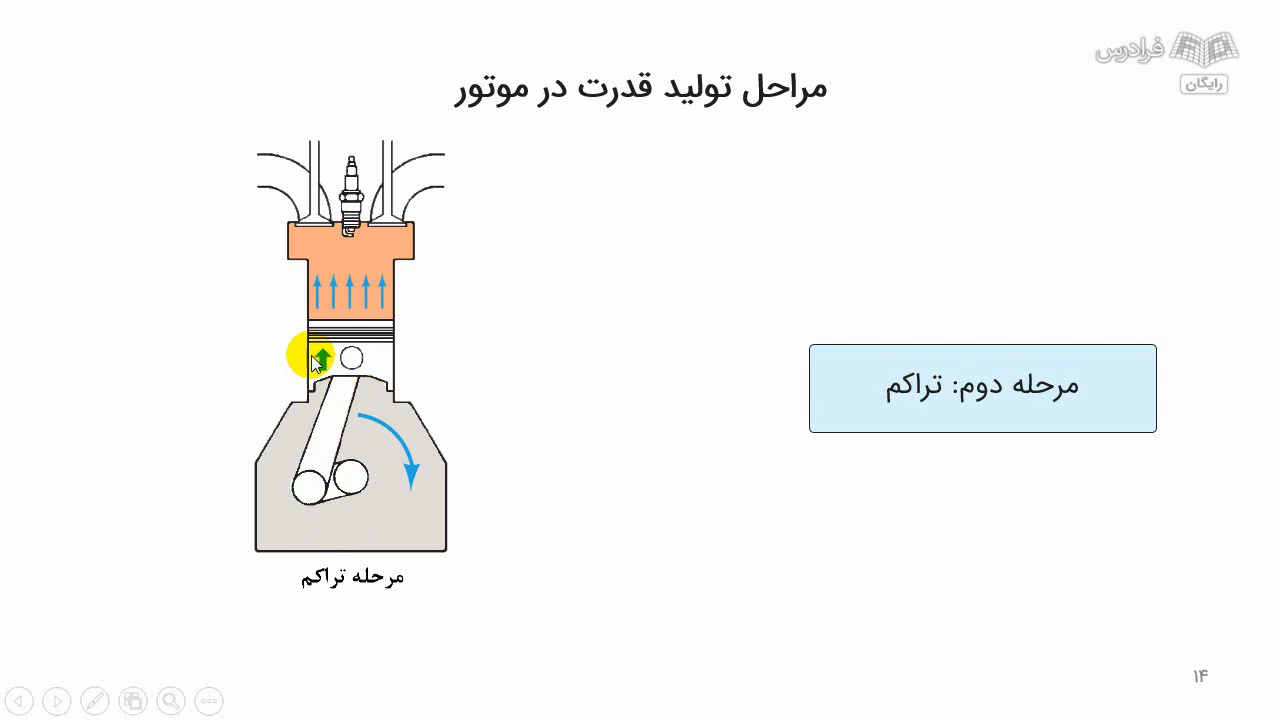 فرادرس
رایگان
مراحل تولید قدرت در موتور
مرحله دوم: تراکم
مرحله تراکم
۱۴